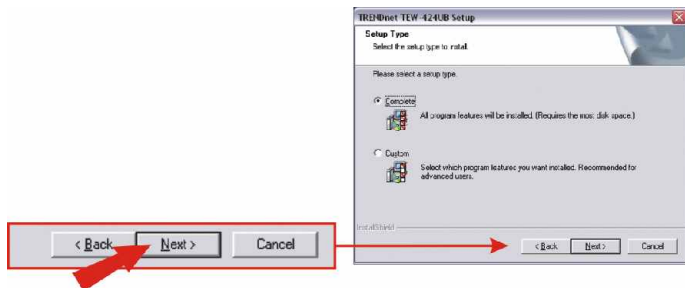 TRENDnet TEW-424UB Setup
Setup Type
Select the setup type to install.
Please select a setup type.
Complete
All program features will be installed. (Requires the most disk space.)
Custom
Select which program features you want installed. Recommended for
advanced users.
InstallShield
< Back Next > Cancel
< Back Next > Cancel